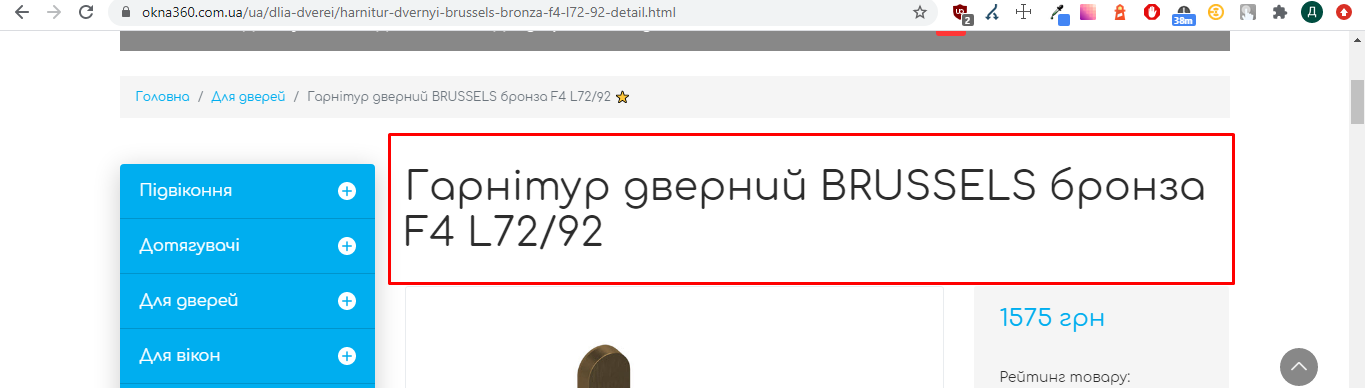 okna360.com.ua/ua/dlia-dverei/harnitur-dvernyi-brussels-bronza-f4-l72-92-detail.html
2
38m
Д
Головна / Для дверей / Гарнітур дверний BRUSSELS бронза F4 L72/92
Підвіконня
Дотягувачі
Для дверей
Для вікон
Гарнітур дверний BRUSSELS бронза
F4 L72/92
1575 грн
Рейтинг товару: